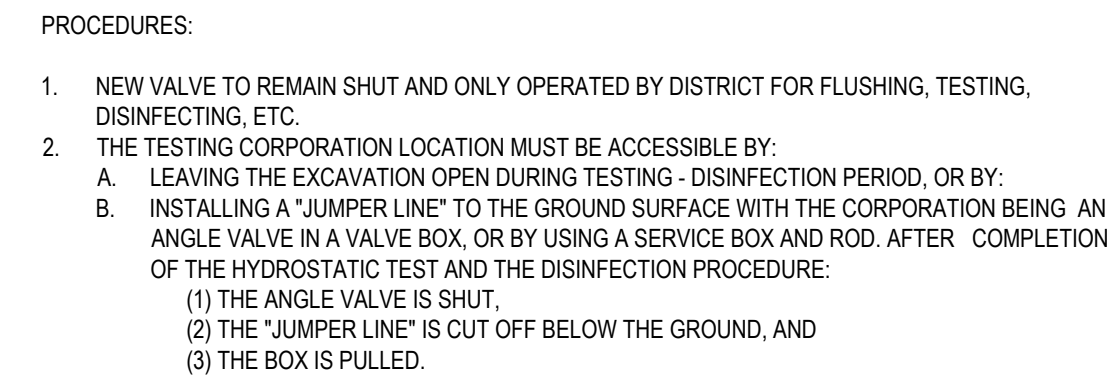 PROCEDURES:
1. NEW VALVE TO REMAIN SHUT AND ONLY OPERATED BY DISTRICT FOR FLUSHING, TESTING,
DISINFECTING, ETC.
2. THE TESTING CORPORATION LOCATION MUST BE ACCESSIBLE BY:
A. LEAVING THE EXCAVATION OPEN DURING TESTING - DISINFECTION PERIOD, OR BY:
B. INSTALLING A "JUMPER LINE" TO THE GROUND SURFACE WITH THE CORPORATION BEING AN
ANGLE VALVE IN A VALVE BOX, OR BY USING A SERVICE BOX AND ROD. AFTER COMPLETION
OF THE HYDROSTATIC TEST AND THE DISINFECTION PROCEDURE:
(1) THE ANGLE VALVE IS SHUT,
(2) THE "JUMPER LINE" IS CUT OFF BELOW THE GROUND, AND
(3) THE BOX IS PULLED.